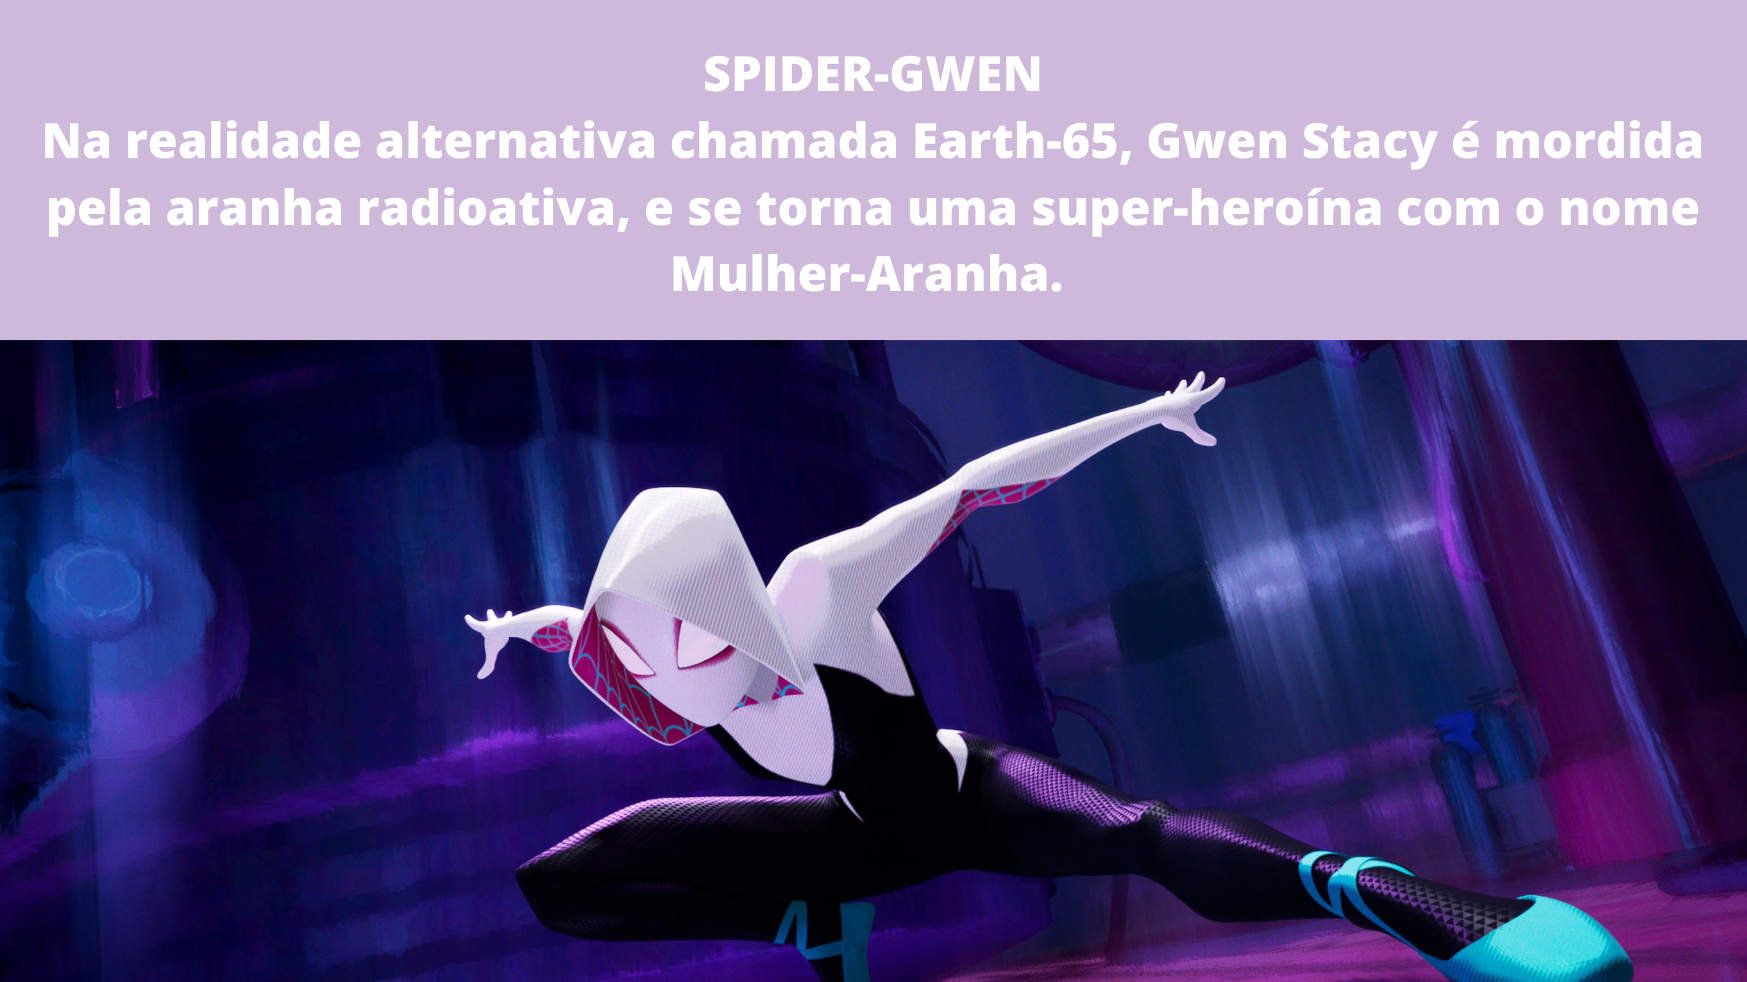 SPIDER-GWEN
Na realidade alternativa chamada Earth-65, Gwen Stacy é mordida
pela aranha radioativa, e se torna uma super-heroína com o nome
Mulher-Aranha.